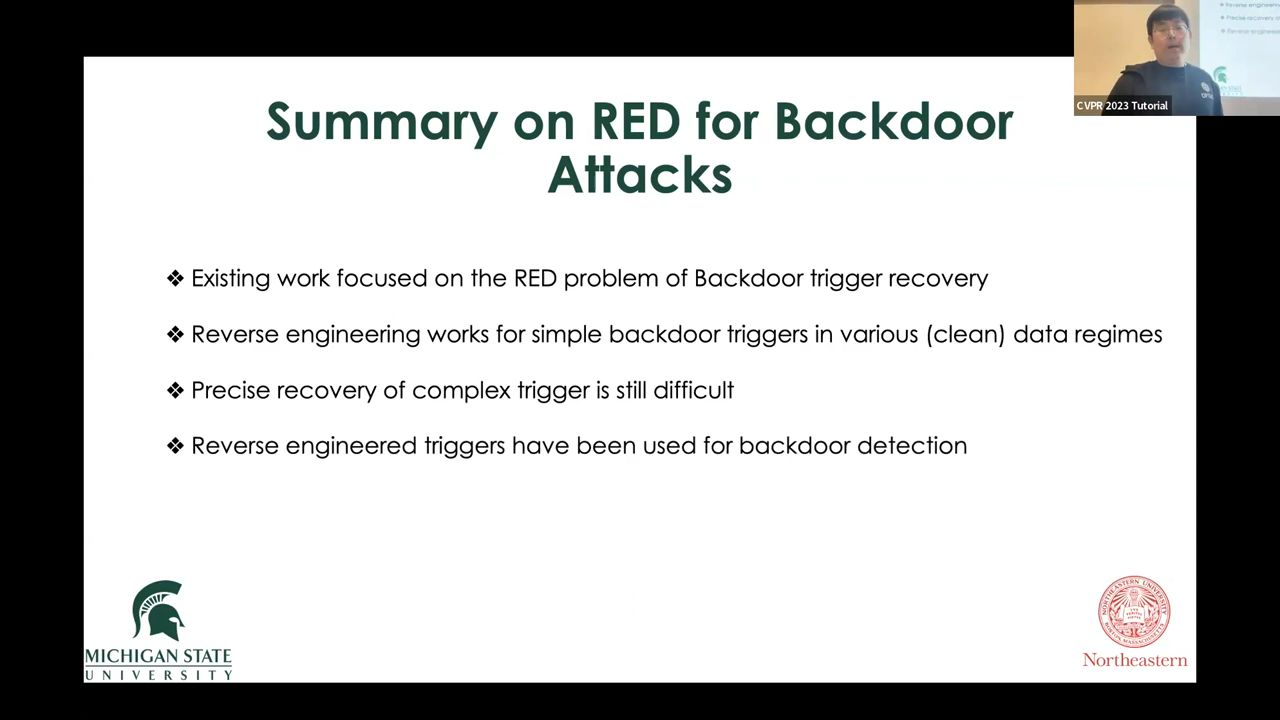 Summary on RED for Backdoor
Attacks
❖ Existing work focused on the RED problem of Backdoor trigger recovery
❖ Reverse engineering works for simple backdoor triggers in various (clean) data regimes
❖ Precise recovery of complex trigger is still difficult
❖ Reverse engineered triggers have been used for backdoor detection
CVPR 2023 Tutorial
MICHIGAN STATE
UNIVERSITY
Northeastern